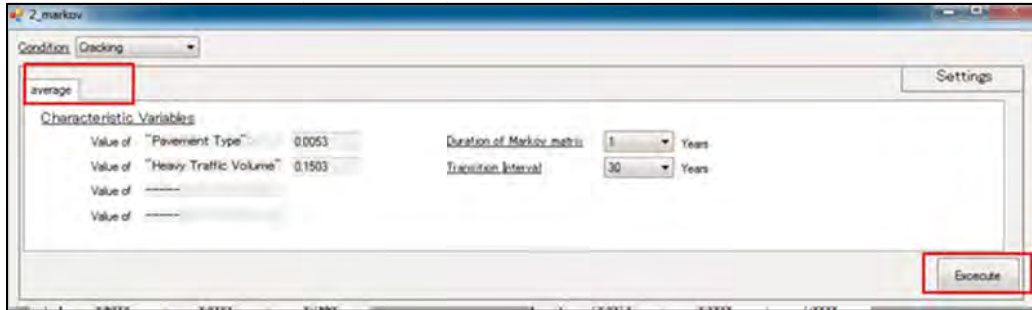 2_markov
Condition Cracking
Settings
average
Characteristic Variables
Value of "Pavement Type" 0.0053 Duration of Markov matrix 1 Years
Value of "Heavy Traffic Volume" 0.1503 Transition Interval 30 Years
Value of -------
Value of -------
Excecute